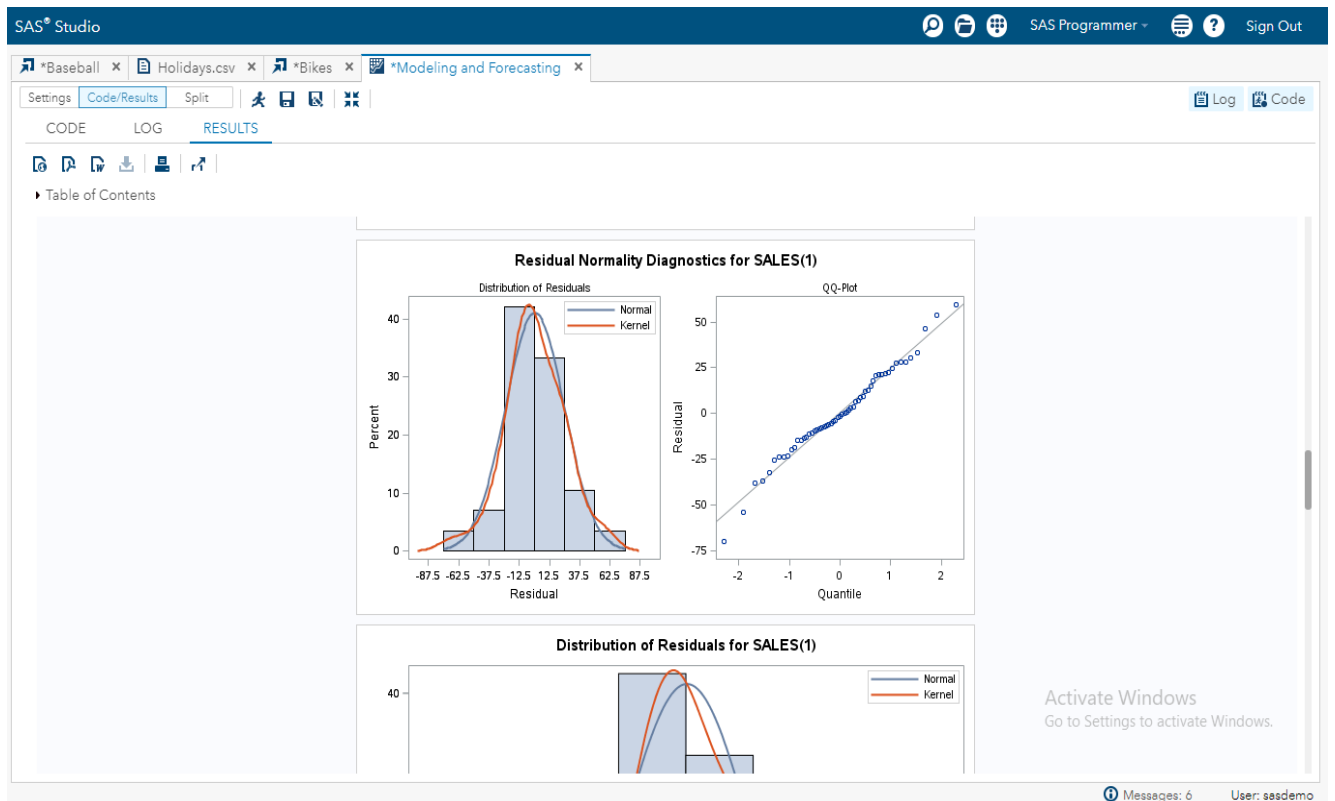 SAS® Studio SAS Programmer Sign Out
*Baseball Holidays.csv *Bikes *Modeling and Forecasting
Settings Code/Results Split Log Code
CODE LOG RESULTS
Table of Contents
Residual Normality Diagnostics for SALES(1)
Distribution of Residuals
Normal
Kernel
Percent
40
30
20
10
0
-87.5 -62.5 -37.5 -12.5 12.5 37.5 62.5 87.5
Residual
QQ-Plot
Residual
50
25
0
-25
-50
-75
-2 -1 0 1 2
Quantile
Distribution of Residuals for SALES(1)
40
Normal
Kernel
Activate Windows
Go to Settings to activate Windows.
Messages: 6 User: sasdemo